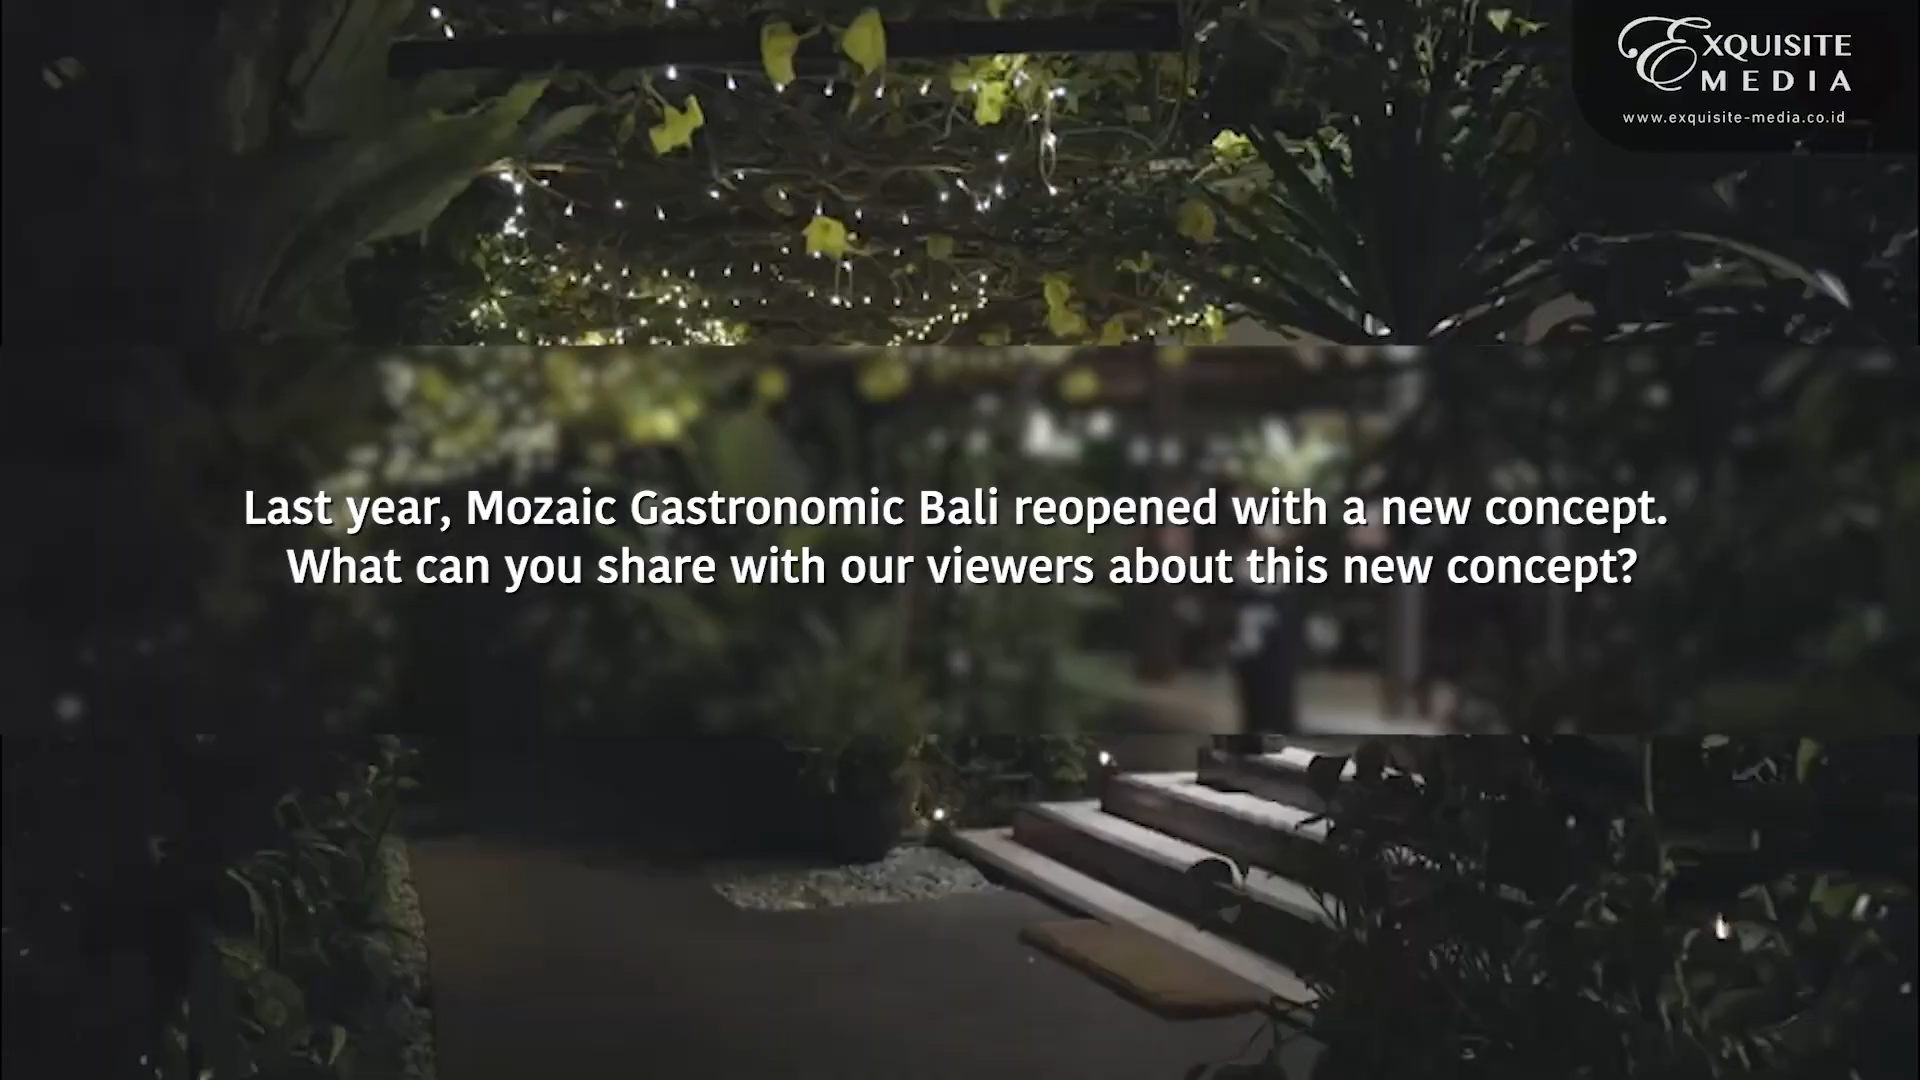 EXQUISITE
MEDIA
www.exquisite-media.co.id
Last year, Mozaic Gastronomic Bali reopened with a new concept.
What can you share with our viewers about this new concept?